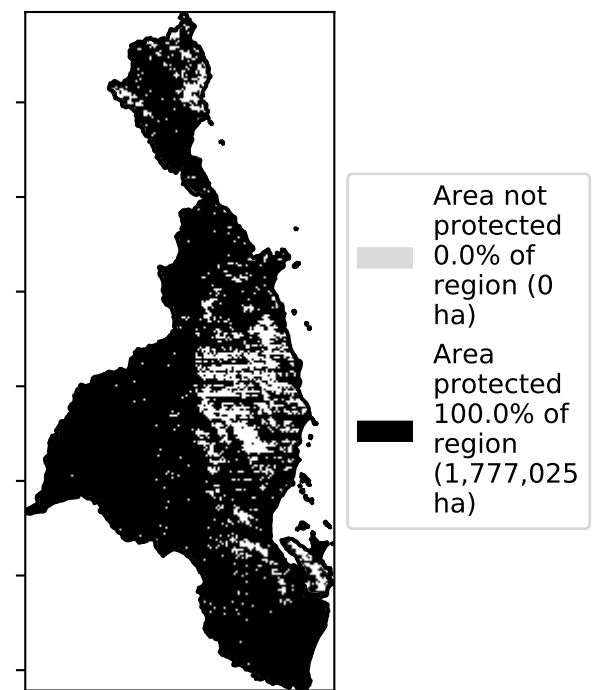 Area not
protected
0.0% of
region (0
ha)
Area
protected
100.0% of
region
(1,777,025
ha)